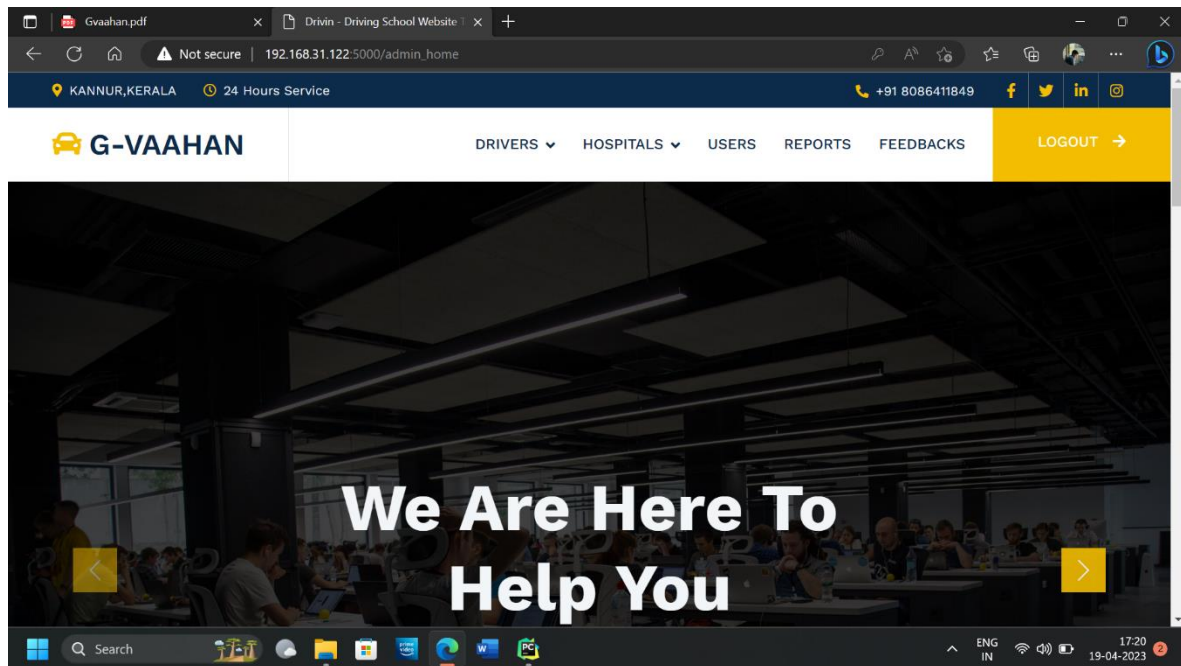 Gvaahan.pdf
Drivin - Driving School Website T
Not secure | 192.168.31.122:5000/admin_home
KANNUR,KERALA 24 Hours Service +91 8086411849
G-VAAHAN DRIVERS HOSPITALS USERS REPORTS FEEDBACKS LOGOUT
We Are Here To
Help You
Search
ENG
IN
17:20
19-04-2023
2